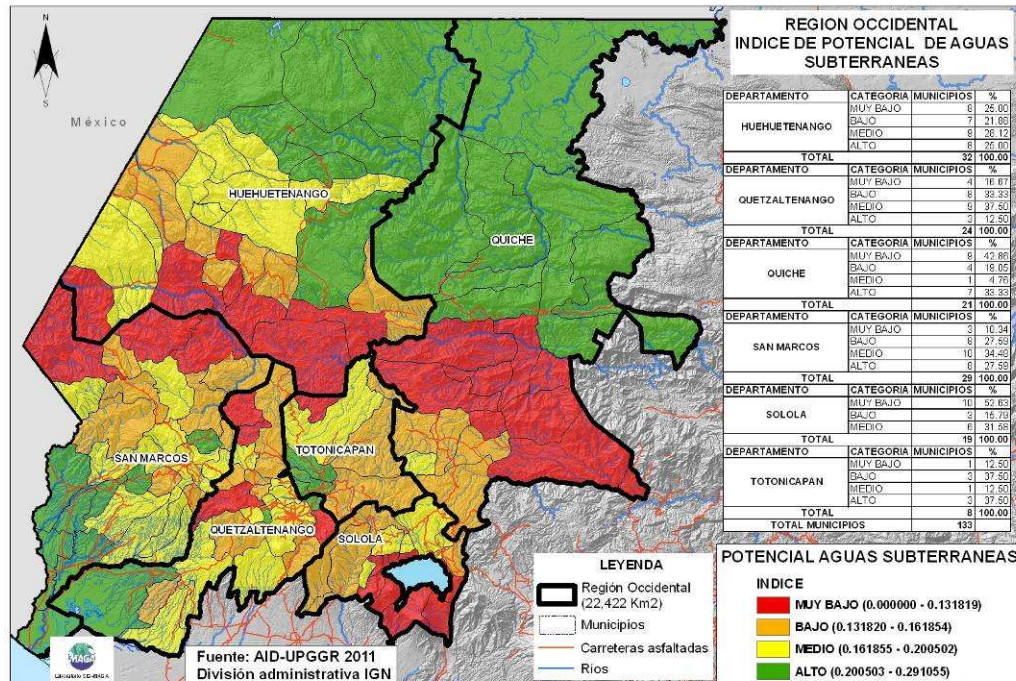 N
S
México
HUEHUETENANGO
QUICHE
SAN MARCOS
TOTONICAPAN
QUETZALTENANGO
SOLOLA
REGION OCCIDENTAL
INDICE DE POTENCIAL DE AGUAS
SUBTERRANEAS
DEPARTAMENTO CATEGORIA MUNICIPIOS %
HUEHUETENANGO
MUY BAJO 8 25.00
BAJO 7 21.88
MEDIO 9 28.12
ALTO 8 25.00
TOTAL 32 100.00
DEPARTAMENTO CATEGORIA MUNICIPIOS %
QUETZALTENANGO
MUY BAJO 4 16.67
BAJO 8 33.33
MEDIO 9 37.50
ALTO 3 12.50
TOTAL 24 100.00
DEPARTAMENTO CATEGORIA MUNICIPIOS %
QUICHE
MUY BAJO 9 42.86
BAJO 4 19.05
MEDIO 1 4.76
ALTO 7 33.33
TOTAL 21 100.00
DEPARTAMENTO CATEGORIA MUNICIPIOS %
SAN MARCOS
MUY BAJO 3 10.34
BAJO 8 27.59
MEDIO 10 34.48
ALTO 8 27.59
TOTAL 29 100.00
DEPARTAMENTO CATEGORIA MUNICIPIOS %
SOLOLA
MUY BAJO 10 52.63
BAJO 3 15.79
MEDIO 6 31.58
TOTAL 19 100.00
DEPARTAMENTO CATEGORIA MUNICIPIOS %
TOTONICAPAN
MUY BAJO 1 12.50
BAJO 3 37.50
MEDIO 1 12.50
ALTO 3 37.50
TOTAL 8 100.00
TOTAL MUNICIPIOS 133
LEYENDA
Región Occidental
(22,422 Km2)
Municipios
Carreteras asfaltadas
Rios
POTENCIAL AGUAS SUBTERRANEAS
INDICE
MUY BAJO (0.000000 - 0.131819)
BAJO (0.131820 - 0.161854)
MEDIO (0.161855 - 0.200502)
ALTO (0.200503 - 0.291055)
MAGA
Laboratorio SIG-MAGA
Fuente: AID-UPGGR 2011
División administrativa IGN